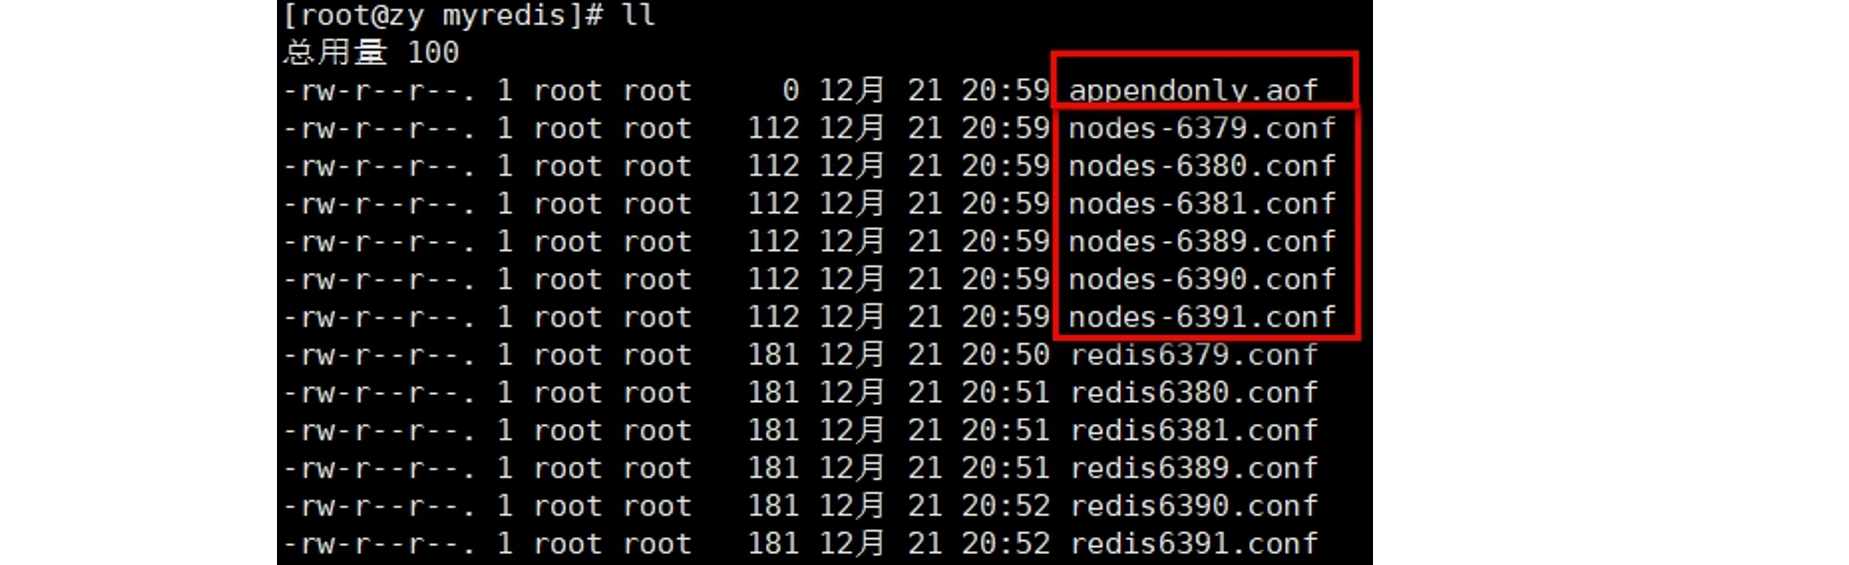 [root@zy myredis]# ll
总用量 100
-rw-r--r--. 1 root root 0 12月 21 20:59 appendonly.aof
-rw-r--r--. 1 root root 112 12月 21 20:59 nodes-6379.conf
-rw-r--r--. 1 root root 112 12月 21 20:59 nodes-6380.conf
-rw-r--r--. 1 root root 112 12月 21 20:59 nodes-6381.conf
-rw-r--r--. 1 root root 112 12月 21 20:59 nodes-6389.conf
-rw-r--r--. 1 root root 112 12月 21 20:59 nodes-6390.conf
-rw-r--r--. 1 root root 112 12月 21 20:59 nodes-6391.conf
-rw-r--r--. 1 root root 181 12月 21 20:50 redis6379.conf
-rw-r--r--. 1 root root 181 12月 21 20:51 redis6380.conf
-rw-r--r--. 1 root root 181 12月 21 20:51 redis6381.conf
-rw-r--r--. 1 root root 181 12月 21 20:51 redis6389.conf
-rw-r--r--. 1 root root 181 12月 21 20:52 redis6390.conf
-rw-r--r--. 1 root root 181 12月 21 20:52 redis6391.conf